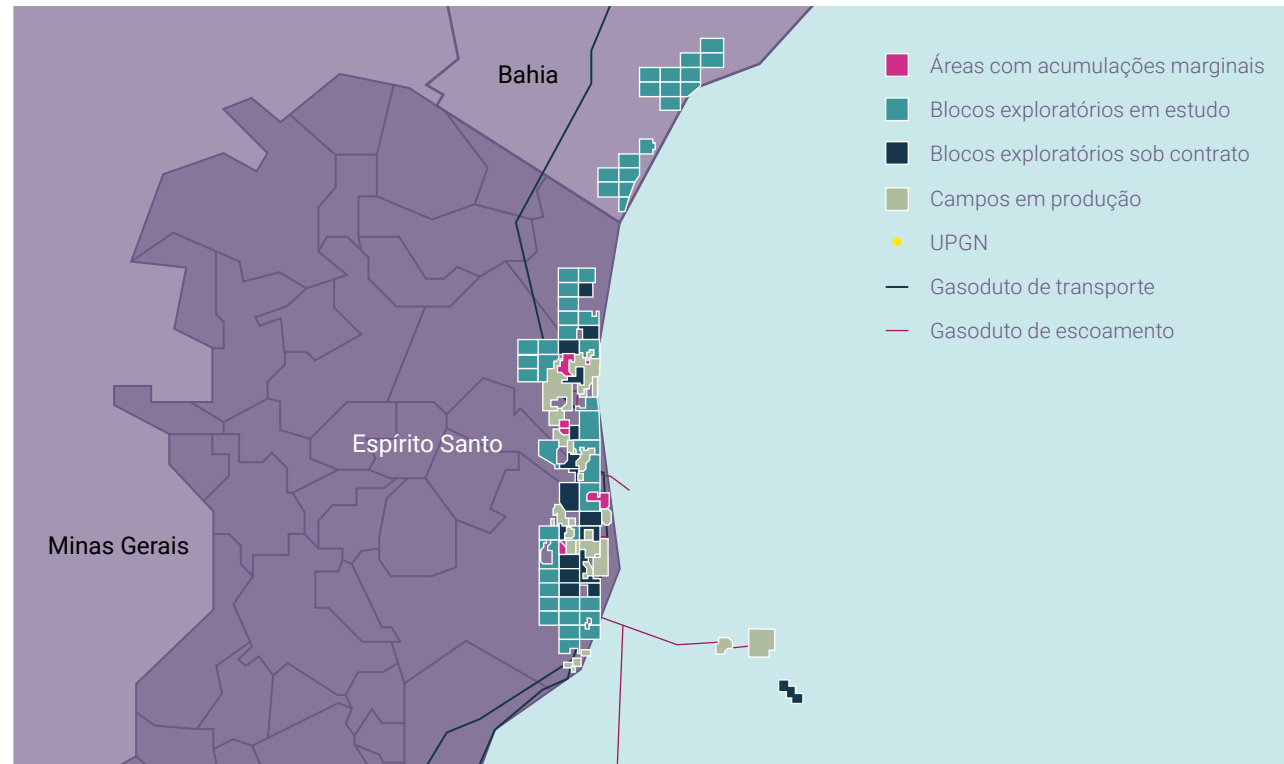 Bahia
Espírito Santo
Minas Gerais
Áreas com acumulações marginais
Blocos exploratórios em estudo
Blocos exploratórios sob contrato
Campos em produção
UPGN
Gasoduto de transporte
Gasoduto de escoamento